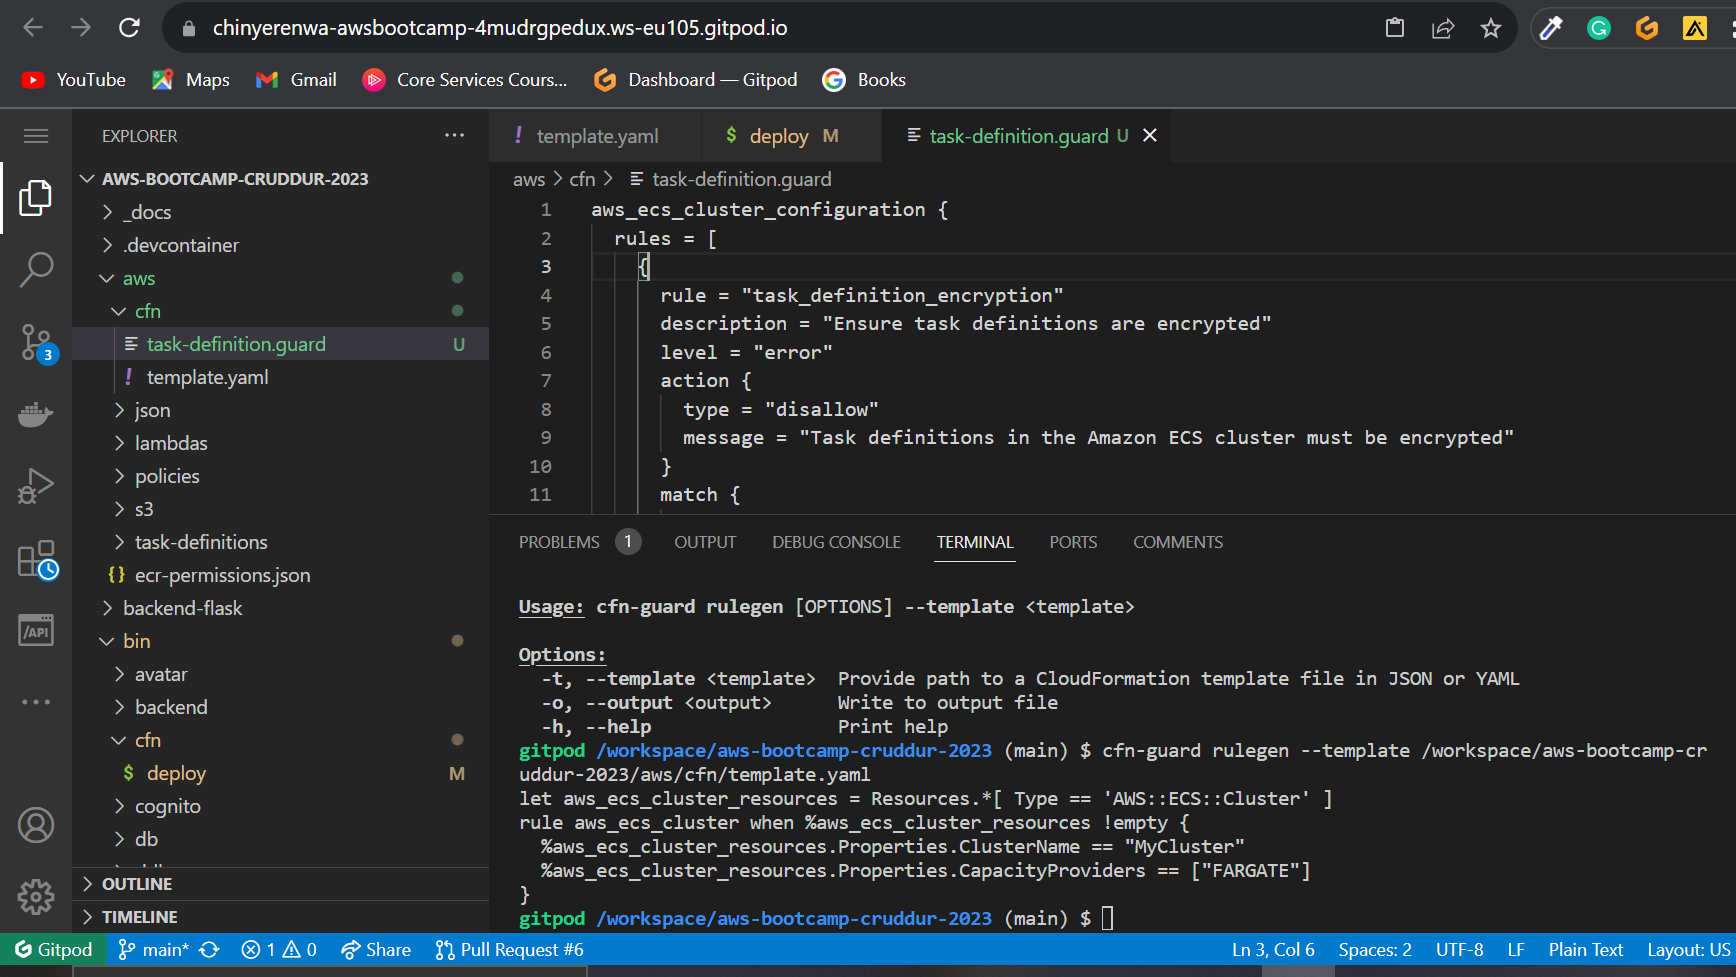 chinyerenwa-awsbootcamp-4mudrgpedux.ws-eu105.gitpod.io
YouTube Maps Gmail Core Services Cours... Dashboard — Gitpod Books
EXPLORER ...
AWS-BOOTCAMP-CRUDDUR-2023
_docs
.devcontainer
aws
cfn
task-definition.guard U
template.yaml
json
lambdas
policies
s3
task-definitions
{} ecr-permissions.json
backend-flask
bin
avatar
backend
cfn
$ deploy M
cognito
db
OUTLINE
TIMELINE
3
/API
! template.yaml $ deploy M task-definition.guard U
aws > cfn > task-definition.guard
1 aws_ecs_cluster_configuration {
2 rules = [
3 {
4 rule = "task_definition_encryption"
5 description = "Ensure task definitions are encrypted"
6 level = "error"
7 action {
8 type = "disallow"
9 message = "Task definitions in the Amazon ECS cluster must be encrypted"
10 }
11 match {
PROBLEMS 1 OUTPUT DEBUG CONSOLE TERMINAL PORTS COMMENTS
Usage: cfn-guard rulegen [OPTIONS] --template <template>
Options:
-t, --template <template> Provide path to a CloudFormation template file in JSON or YAML
-o, --output <output> Write to output file
-h, --help Print help
gitpod /workspace/aws-bootcamp-cruddur-2023 (main) $ cfn-guard rulegen --template /workspace/aws-bootcamp-cr
uddur-2023/aws/cfn/template.yaml
let aws_ecs_cluster_resources = Resources.*[ Type == 'AWS::ECS::Cluster' ]
rule aws_ecs_cluster when %aws_ecs_cluster_resources !empty {
%aws_ecs_cluster_resources.Properties.ClusterName == "MyCluster"
%aws_ecs_cluster_resources.Properties.CapacityProviders == ["FARGATE"]
}
gitpod /workspace/aws-bootcamp-cruddur-2023 (main) $
Gitpod main* 1 0 Share Pull Request #6 Ln 3, Col 6 Spaces: 2 UTF-8 LF Plain Text Layout: US